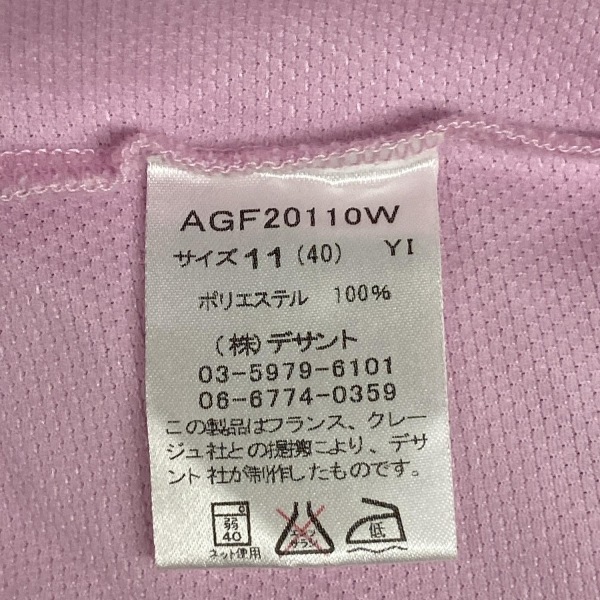 AGF20110W
サイズ 11 (40) YI
ポリエステル 100%
(株)デサント
03-5979-6101
06-6774-0359
この製品はフランス、クレー
ジュ社との提携により、デサ
ント社が制作したものです。
弱
40
ネット使用
エンソ
サラシ
低